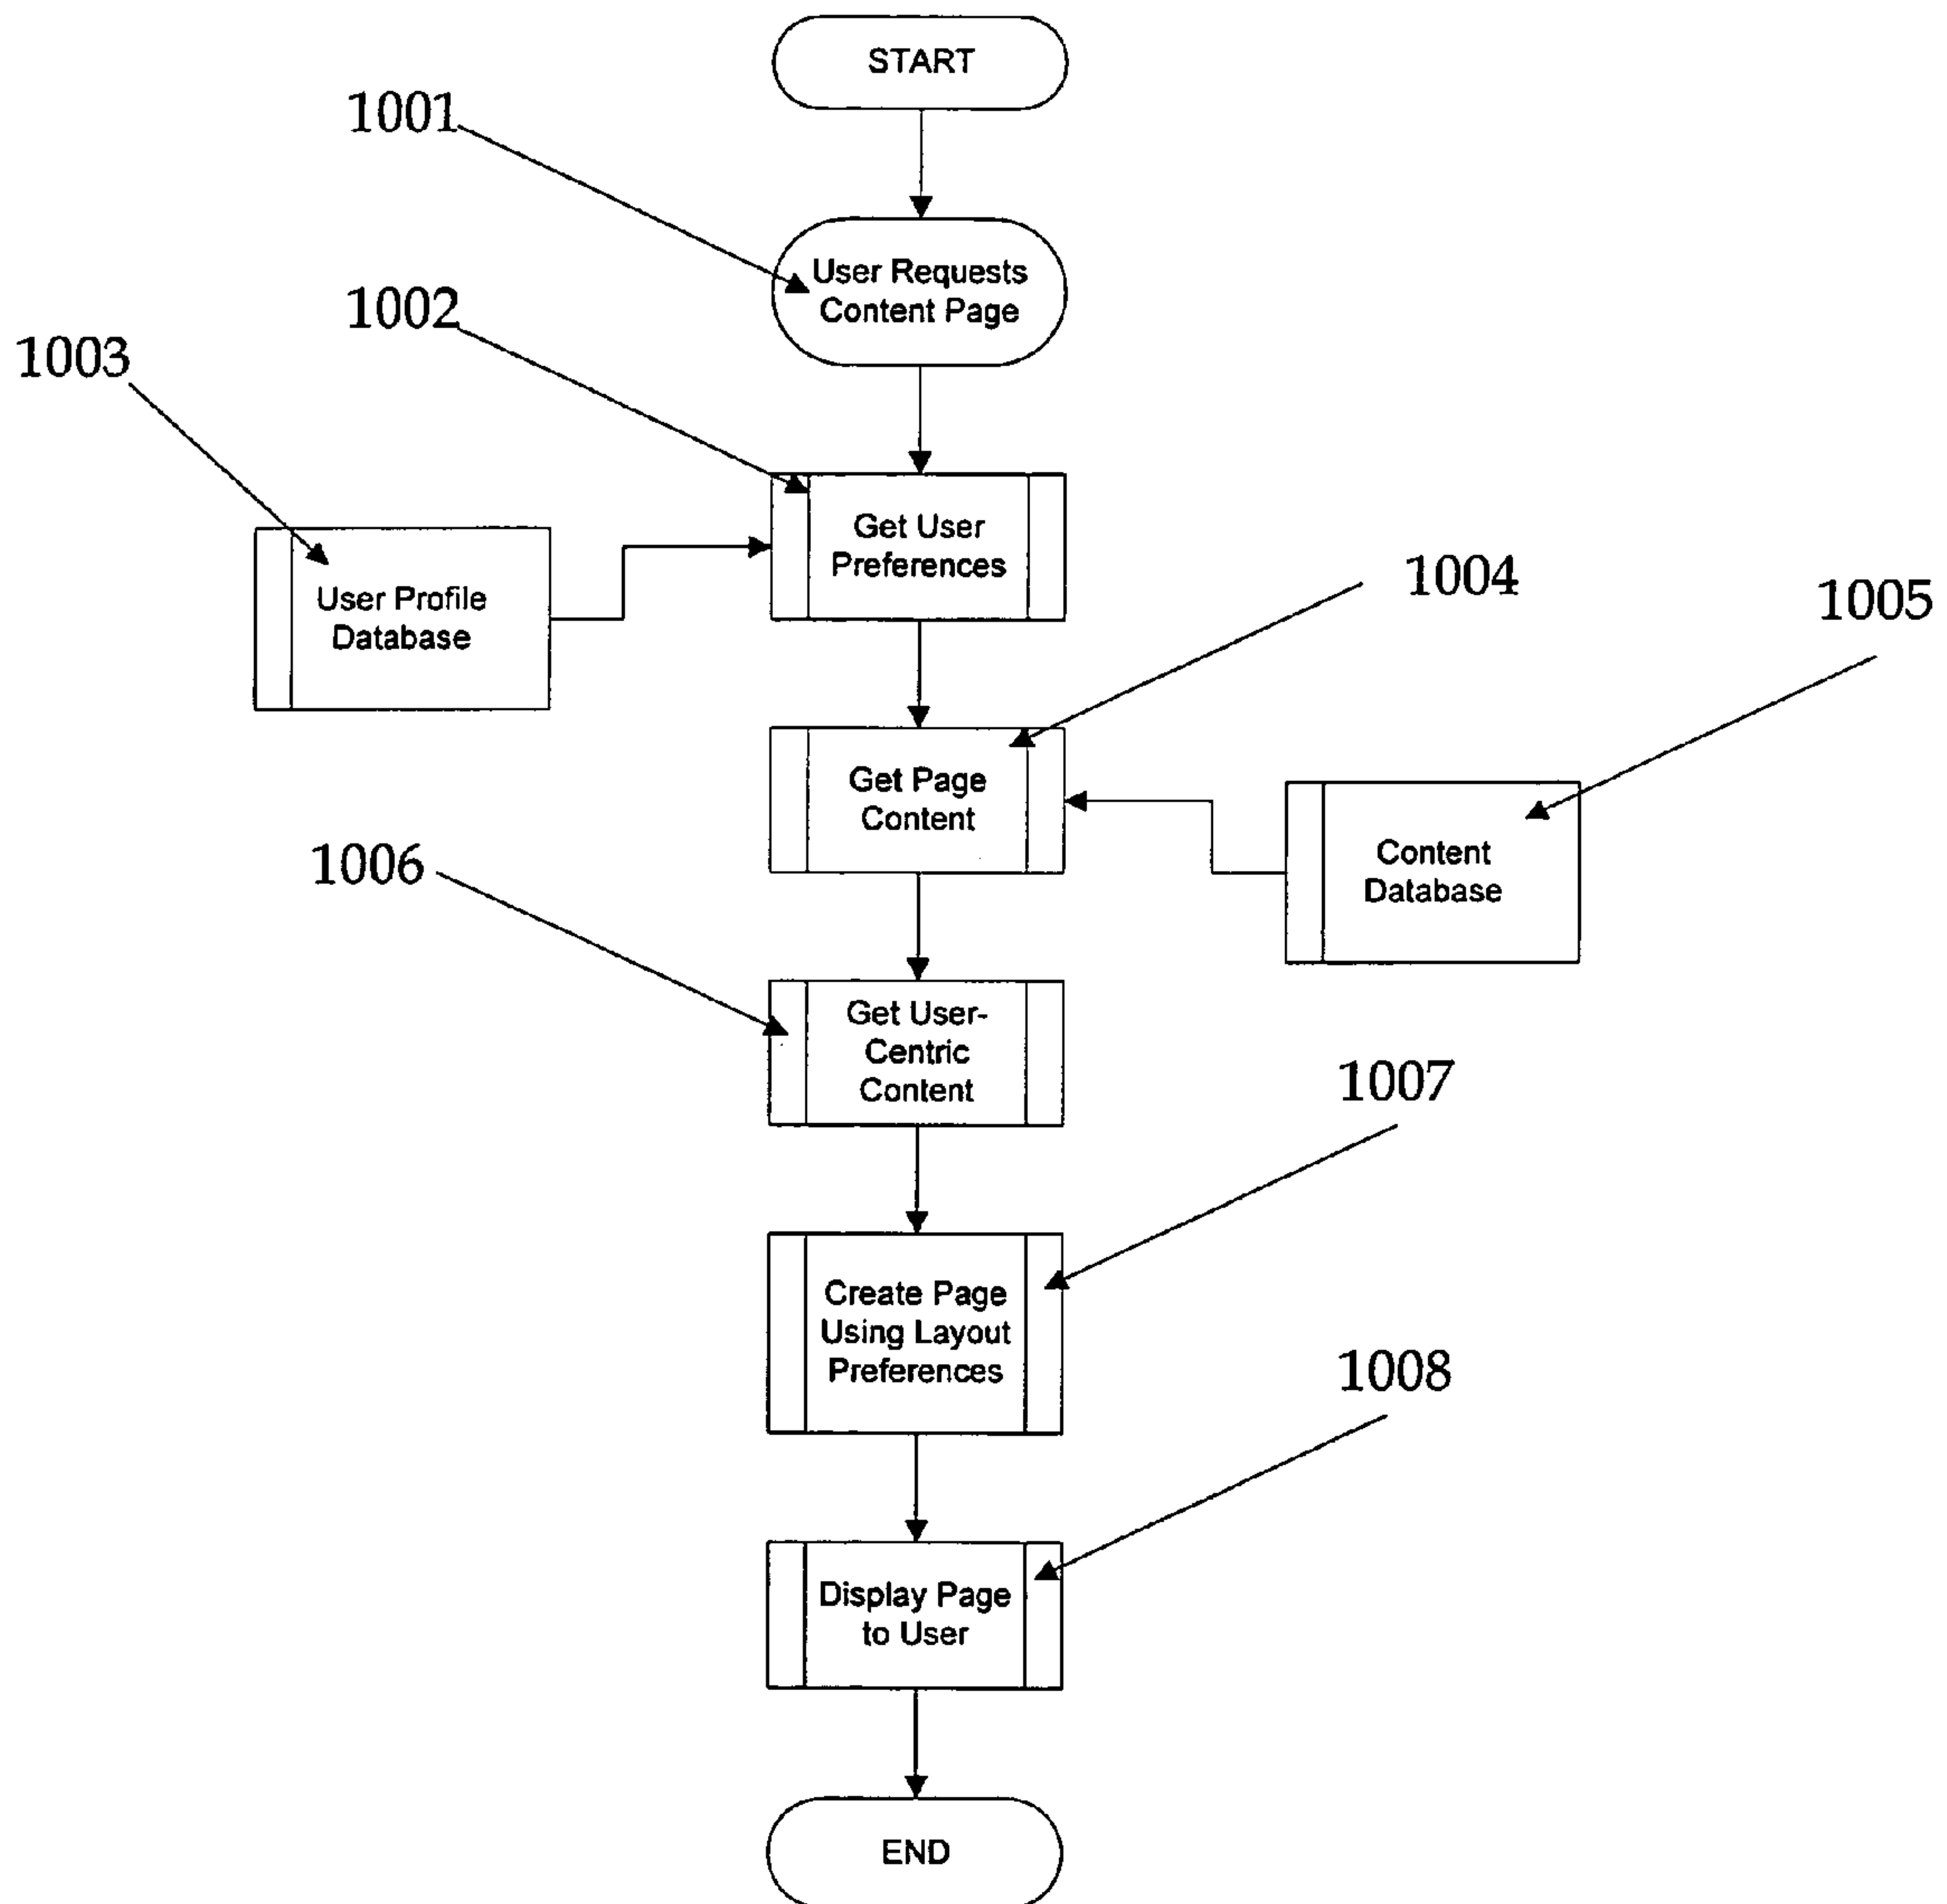 START
1001
User Requests
Content Page
1002
1003
Get User
Preferences
User Profile
Database
1004
1005
Get Page
Content
Content
Database
1006
Get User-
Centric
Content
1007
Create Page
Using Layout
Preferences
1008
Display Page
to User
END